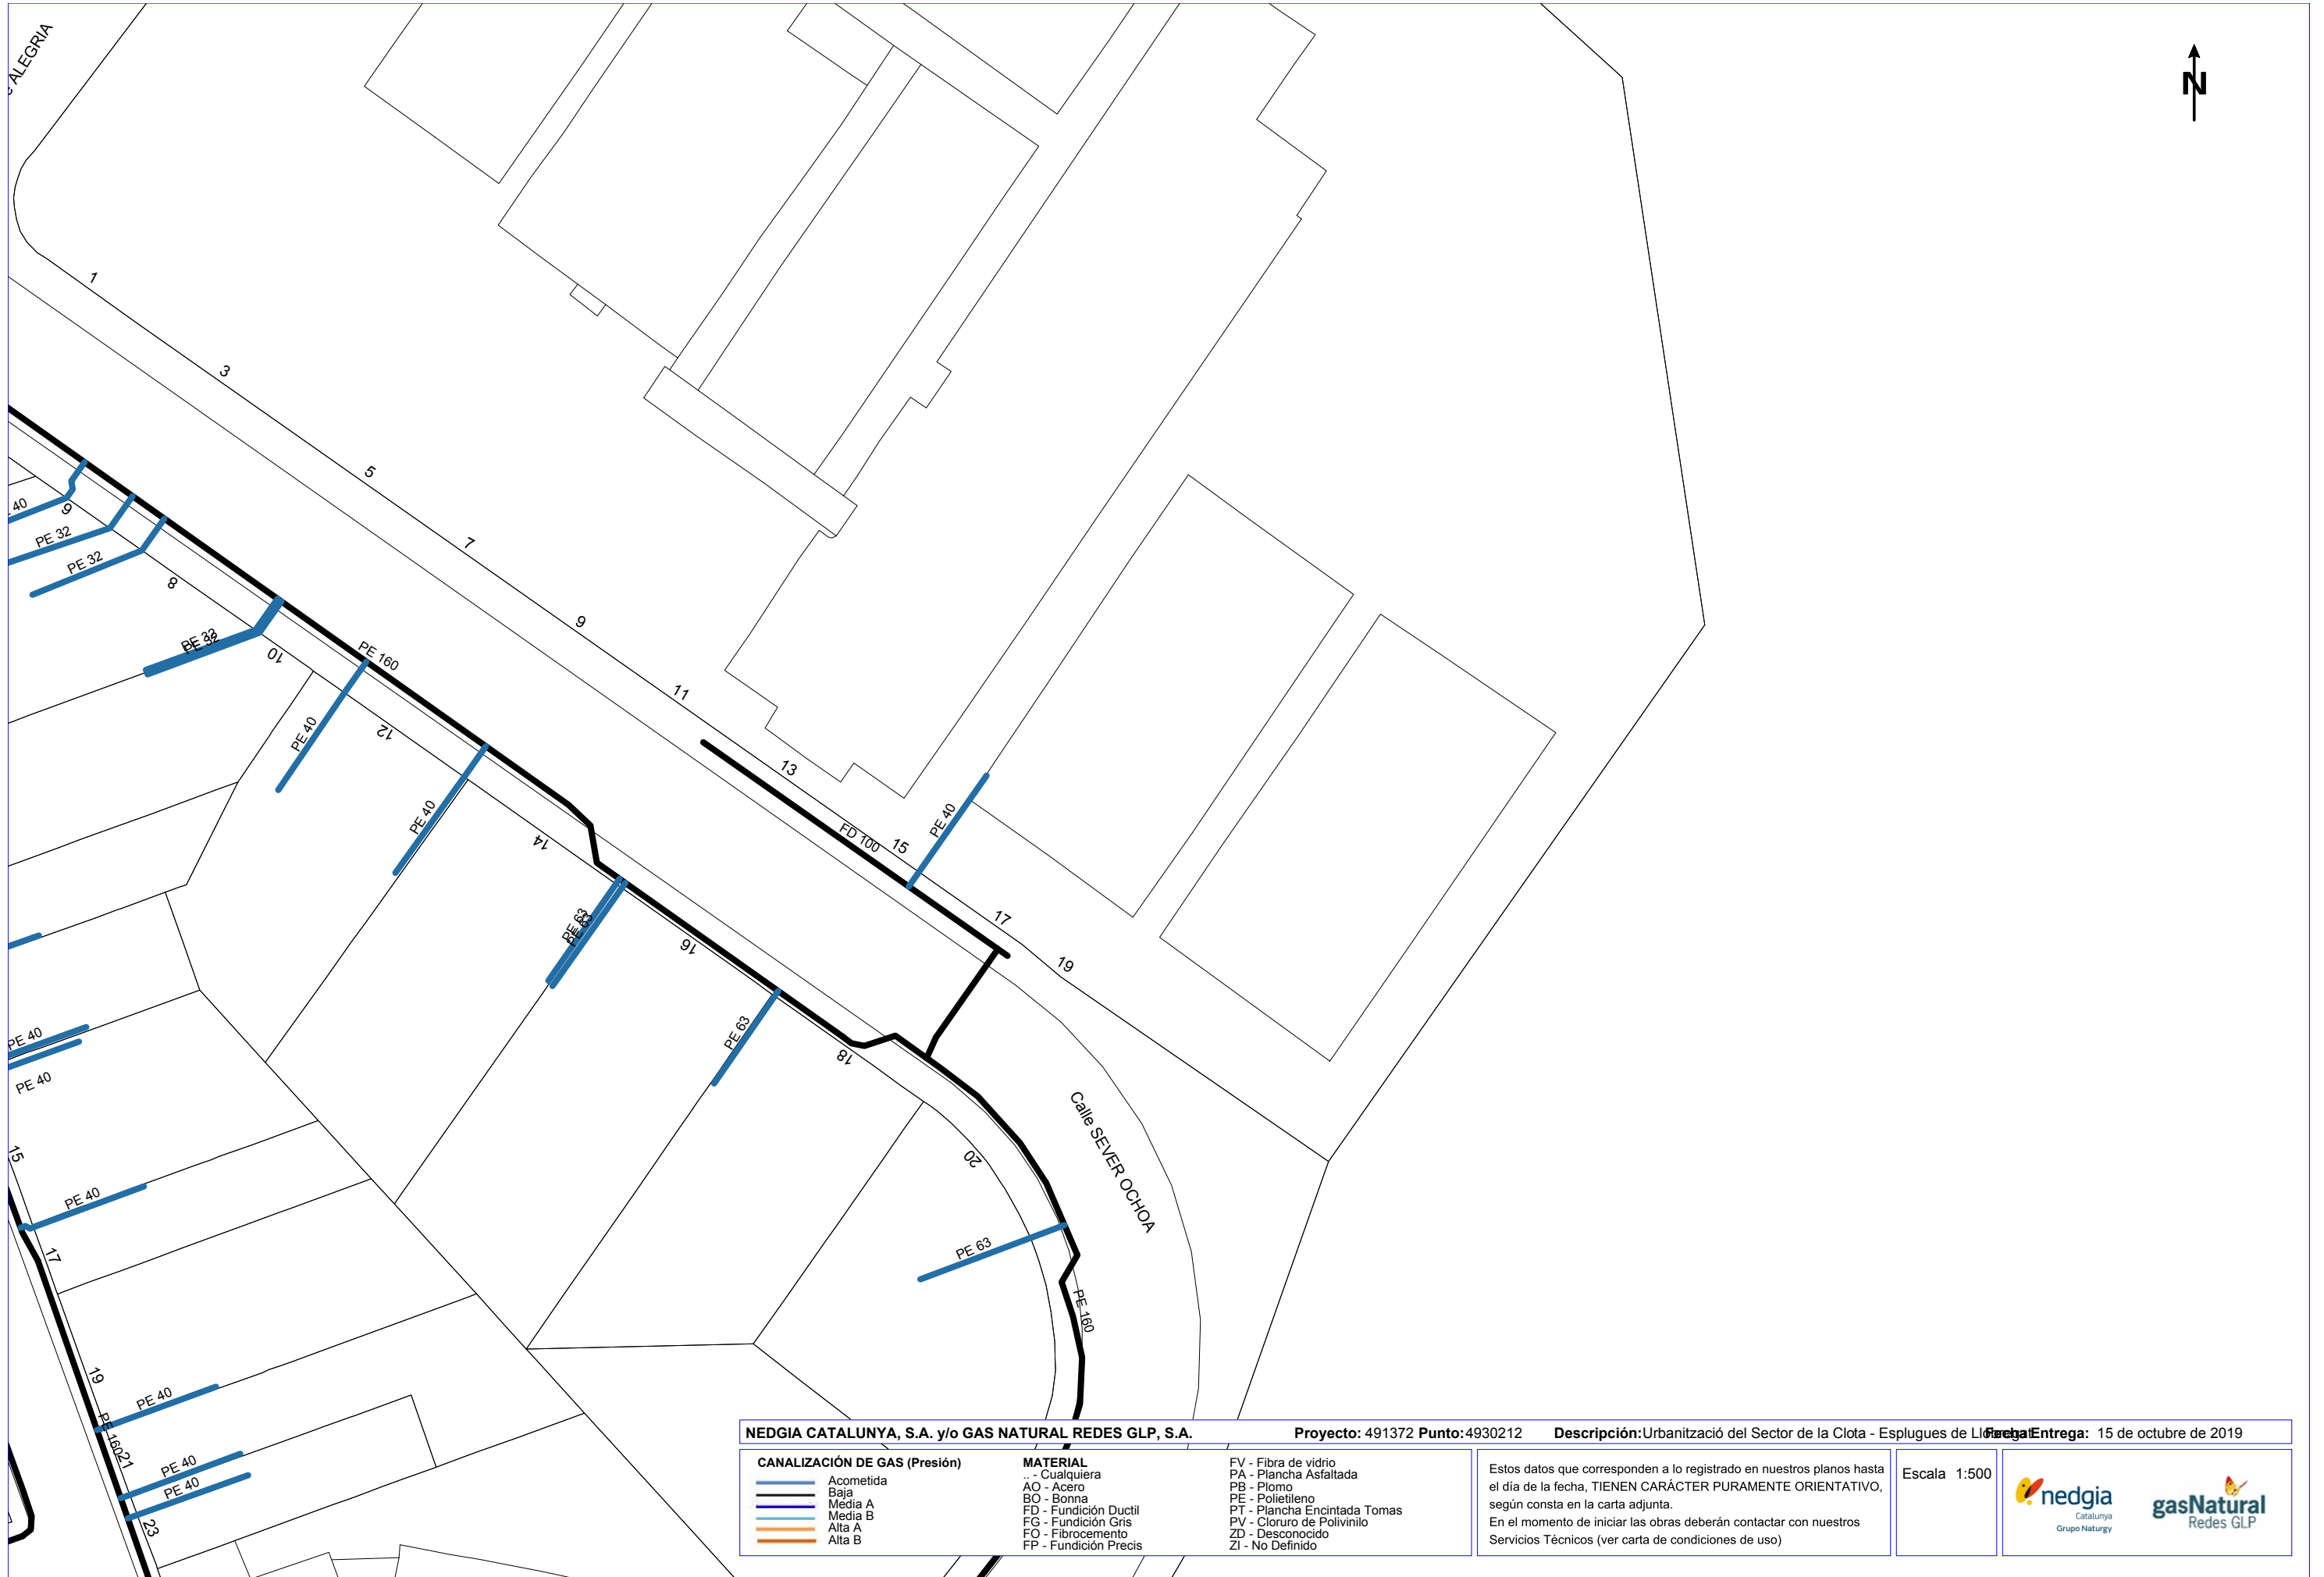 ALEGRIA
N
1
3
5
7
9
11
13
15
17
19
40
9
PE 32
PE 32
8
PE 32
PE 32
10
PE 160
PE 40
12
PE 40
14
FD 100
PE 40
PE 63
PE 63
16
PE 63
18
PE 40
PE 40
Calle SEVER OCHOA
20
15
PE 40
PE 63
17
PE 160
19
PE 40
PE 160
21
PE 40
PE 40
23
NEDGIA CATALUNYA, S.A. y/o GAS NATURAL REDES GLP, S.A. Proyecto: 491372 Punto: 4930212 Descripción: Urbanització del Sector de la Clota - Esplugues de Llobregat Fecha Entrega: 15 de octubre de 2019
CANALIZACIÓN DE GAS (Presión)
Acometida
Baja
Media A
Media B
Alta A
Alta B
MATERIAL
.. - Cualquiera
AO - Acero
BO - Bonna
FD - Fundición Ductil
FG - Fundición Gris
FO - Fibrocemento
FP - Fundición Precis
FV - Fibra de vidrio
PA - Plancha Asfaltada
PB - Plomo
PE - Polietileno
PT - Plancha Encintada Tomas
PV - Cloruro de Polivinilo
ZD - Desconocido
ZI - No Definido
Estos datos que corresponden a lo registrado en nuestros planos hasta
el día de la fecha, TIENEN CARÁCTER PURAMENTE ORIENTATIVO,
según consta en la carta adjunta.
En el momento de iniciar las obras deberán contactar con nuestros
Servicios Técnicos (ver carta de condiciones de uso)
Escala 1:500
nedgia
Catalunya
Grupo Naturgy
gasNatural
Redes GLP